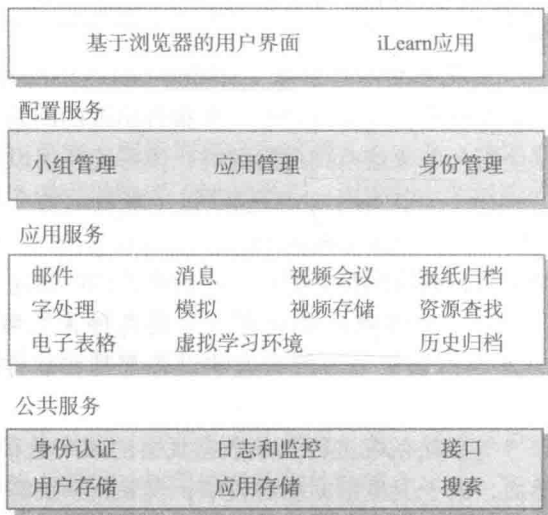 基于浏览器的用户界面 iLearn应用
配置服务
小组管理 应用管理 身份管理
应用服务
邮件 消息 视频会议 报纸归档
字处理 模拟 视频存储 资源查找
电子表格 虚拟学习环境 历史归档
公共服务
身份认证 日志和监控 接口
用户存储 应用存储 搜索